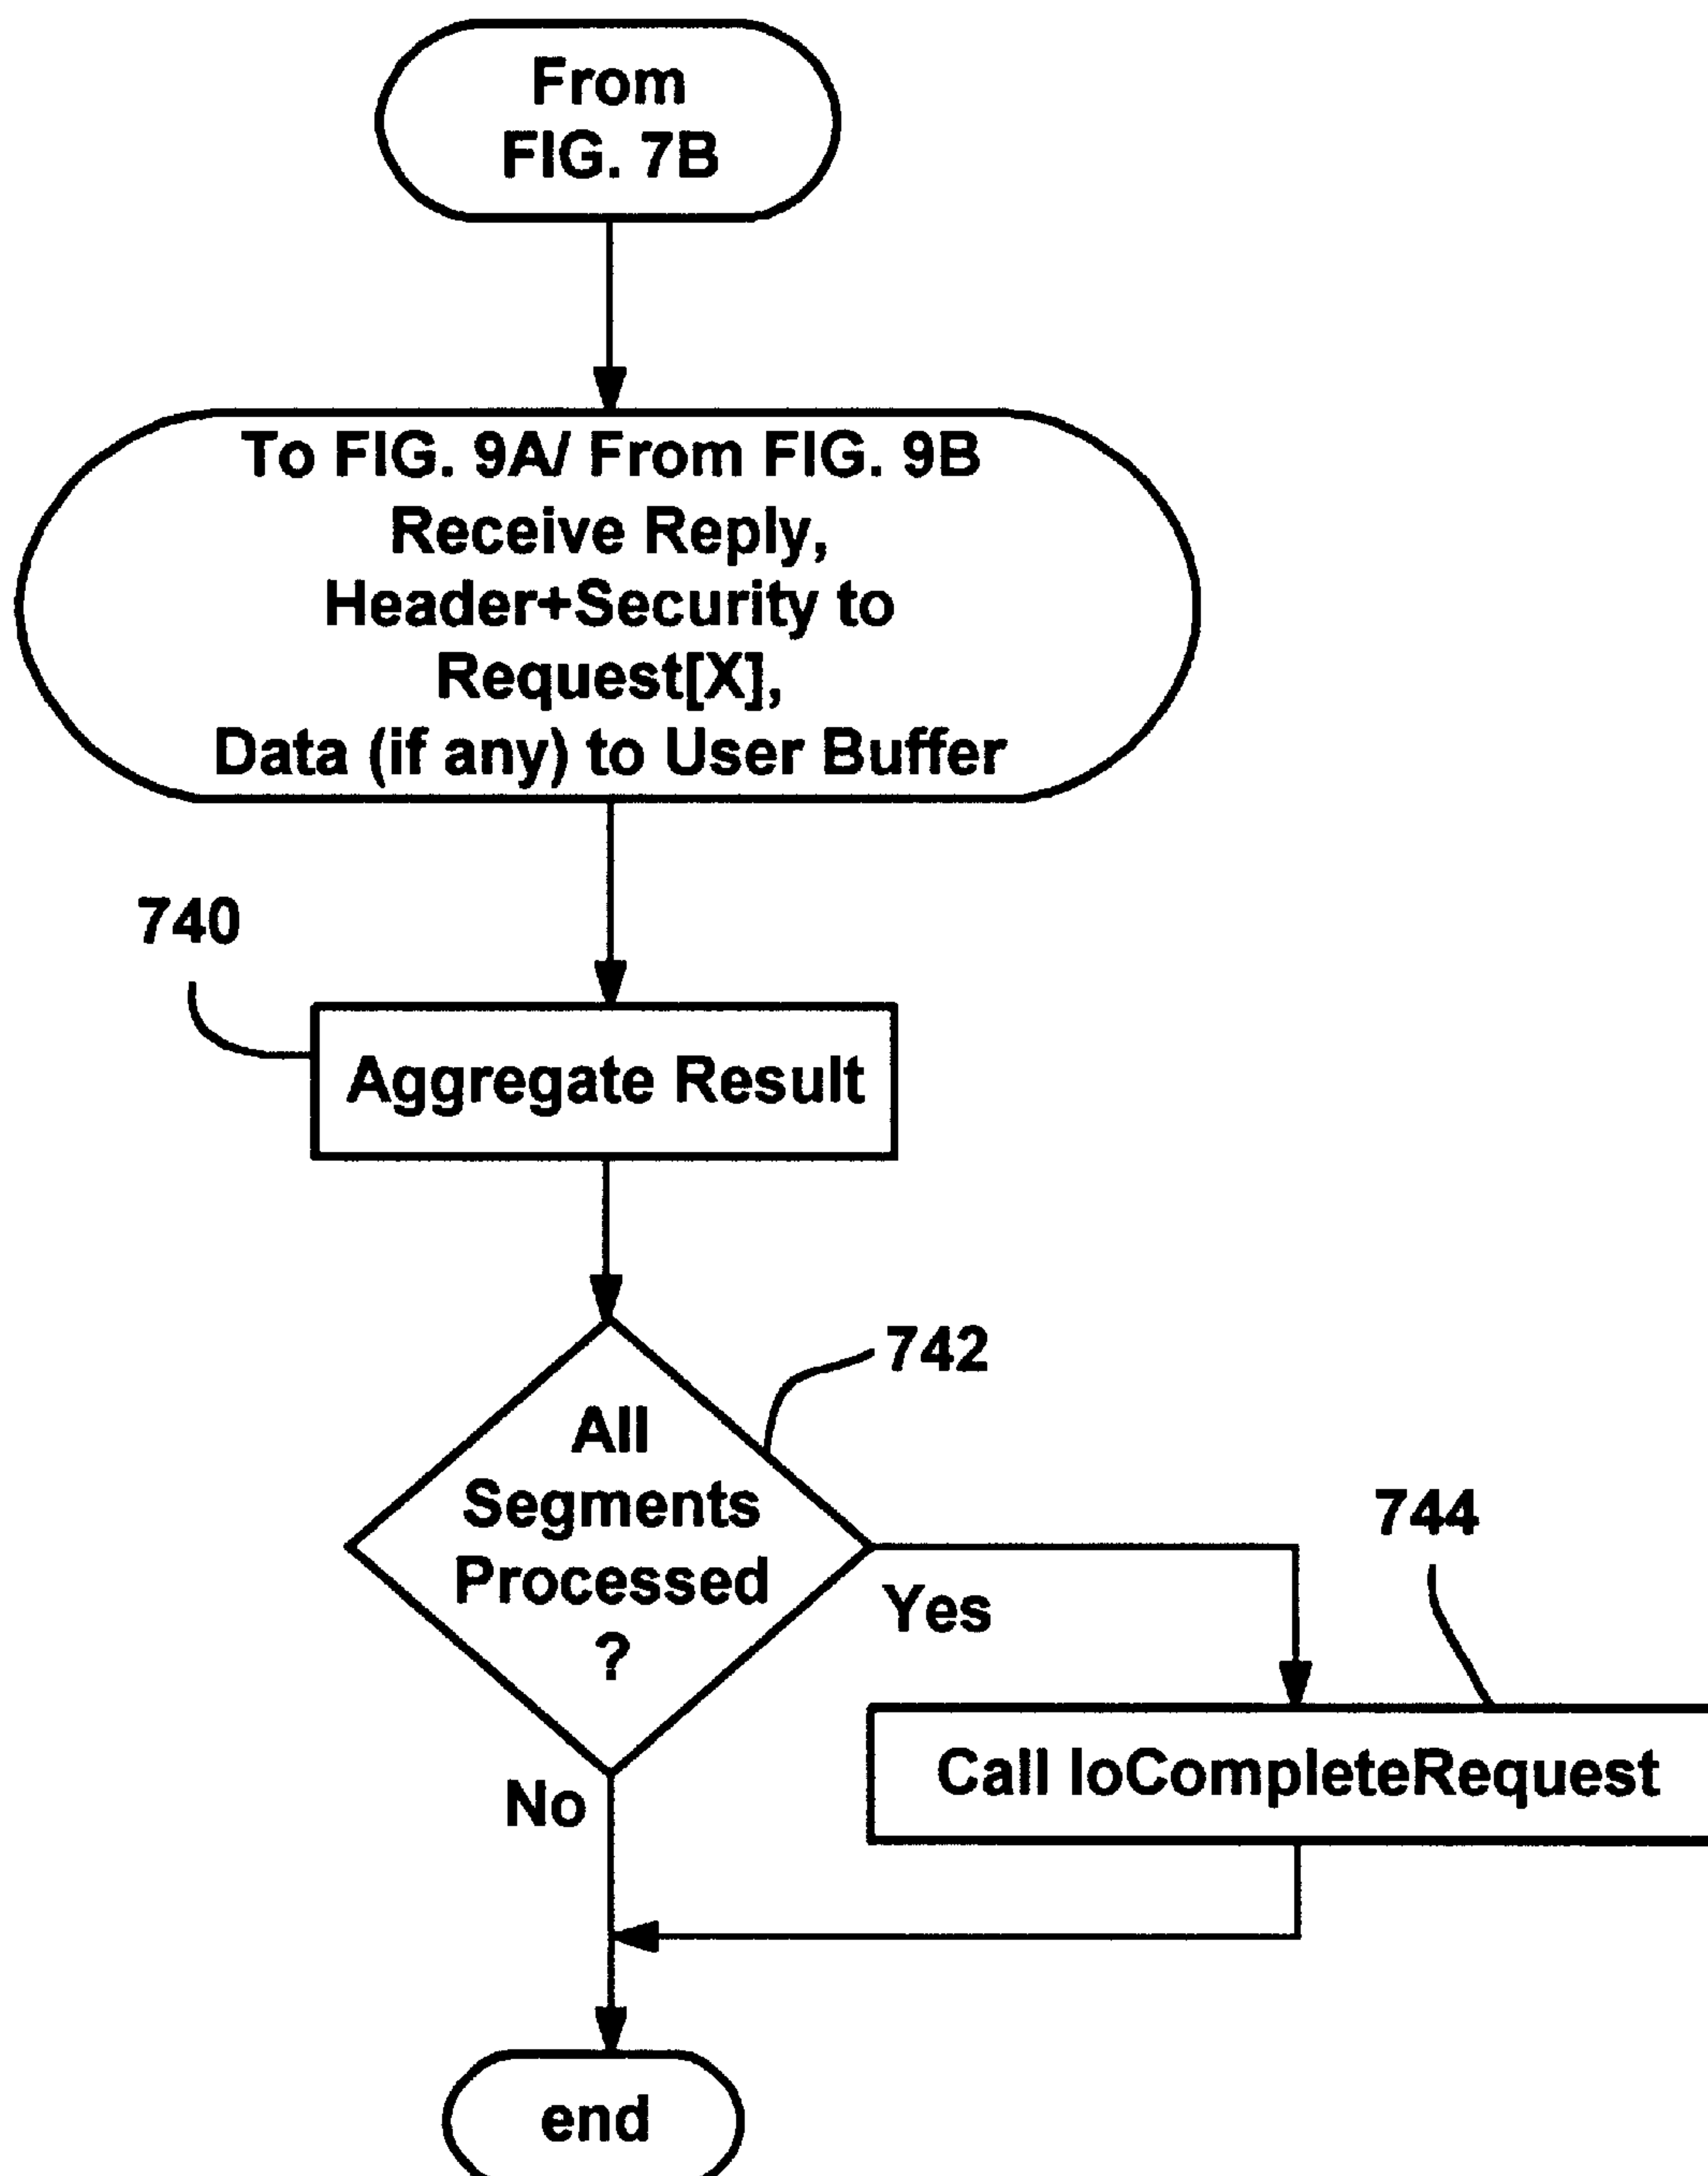 From
FIG. 7B
To FIG. 9A/ From FIG. 9B
Receive Reply,
Header+Security to
Request[X],
Data (if any) to User Buffer
740
Aggregate Result
742
All
Segments
Processed
?
744
Yes
Call IoCompleteRequest
No
end